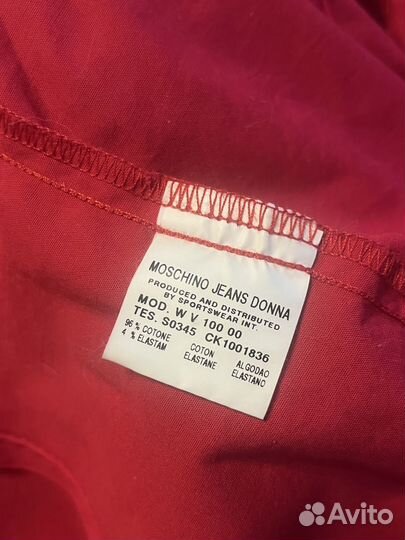 MOSCHINO JEANS DONNA
PRODUCED AND DISTRIBUTED
BY SPORTSWEAR INT.
MOD. W V 100 00
TES. S0345 CK1001836
96 % COTONE COTON ALGODAO
4 % ELASTAM ELASTANE ELASTANO
Avito